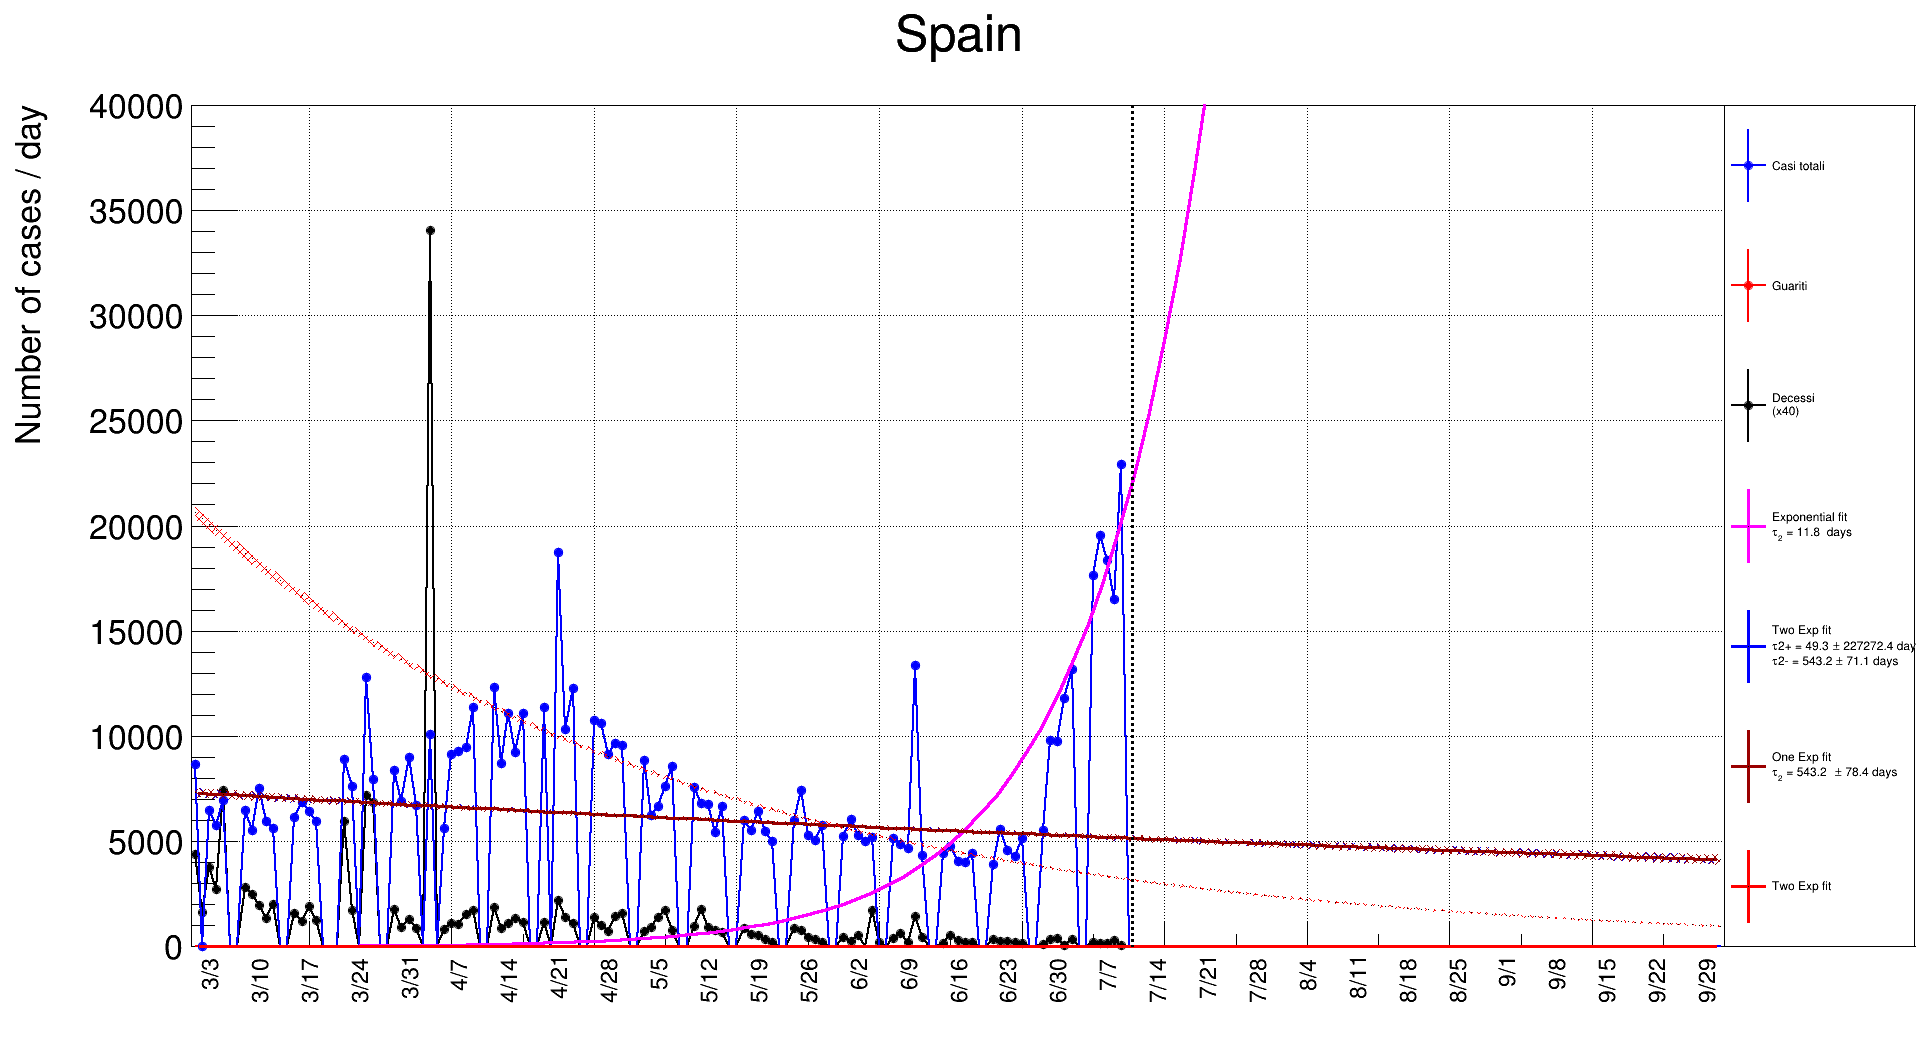 Spain
Number of cases / day
40000
35000
30000
25000
20000
15000
10000
5000
0
3/3 3/10 3/17 3/24 3/31 4/7 4/14 4/21 4/28 5/5 5/12 5/19 5/26 6/2 6/9 6/16 6/23 6/30 7/7 7/14 7/21 7/28 8/4 8/11 8/18 8/25 9/1 9/8 9/15 9/22 9/29
Casi totali
Guariti
Decessi
(x40)
Exponential fit
τ2 = 11.8 days
Two Exp fit
τ2+ = 49.3 ± 227272.4 day
τ2- = 543.2 ± 71.1 days
One Exp fit
τ2 = 543.2 ± 78.4 days
Two Exp fit